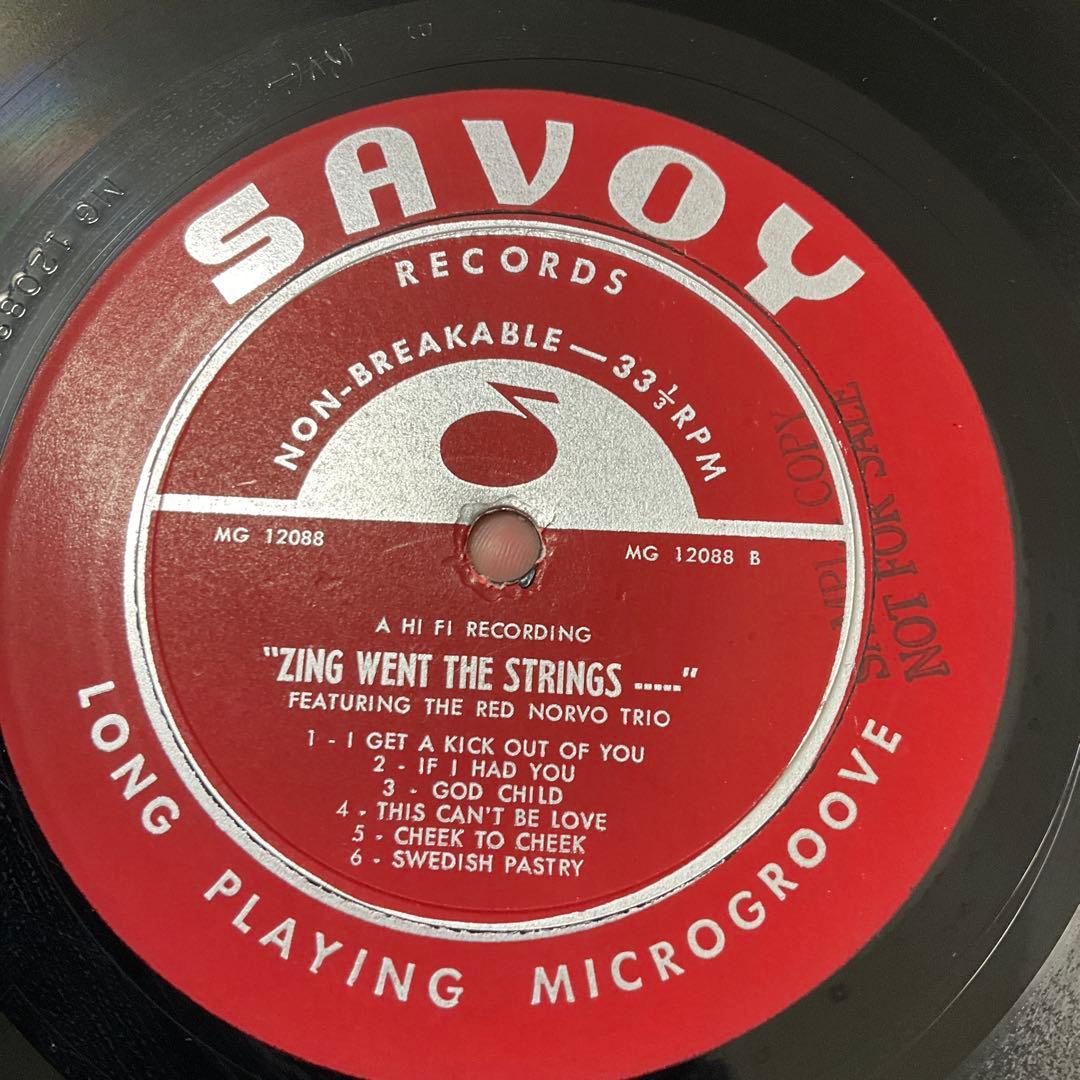 SAVOY
RECORDS
NON-BREAKABLE—33⅓RPM
MG 12088
MG 12088 B
A HI FI RECORDING
"ZING WENT THE STRINGS -----"
FEATURING THE RED NORVO TRIO
1 - I GET A KICK OUT OF YOU
2 - IF I HAD YOU
3 - GOD CHILD
4 - THIS CAN'T BE LOVE
5 - CHEEK TO CHEEK
6 - SWEDISH PASTRY
LONG PLAYING MICROGROOVE
COPY
NOT FOR SALE
MG 12088